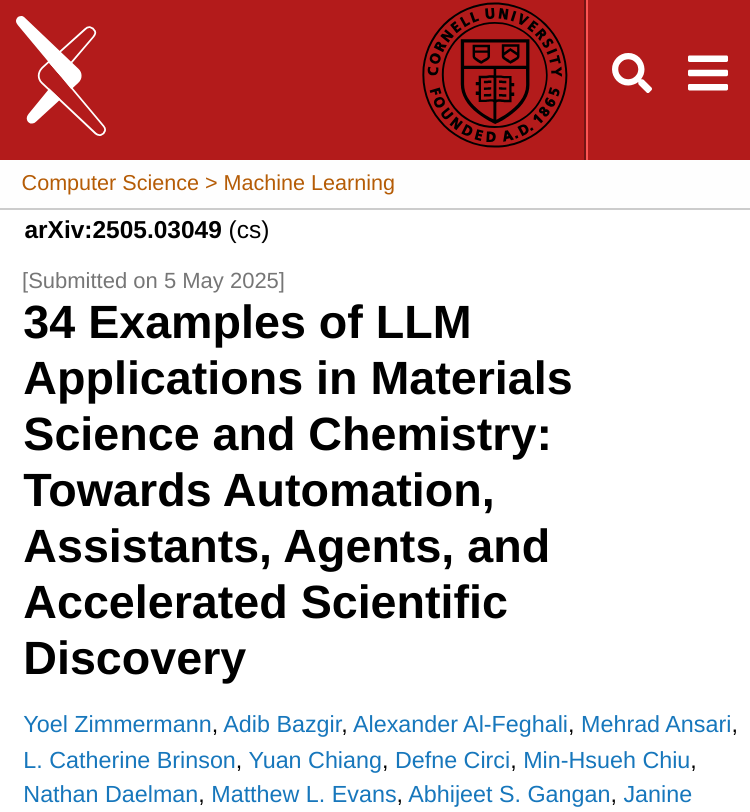 CORNELL UNIVERSITY
FOUNDED A.D. 1865
Computer Science > Machine Learning
arXiv:2505.03049 (cs)
[Submitted on 5 May 2025]
34 Examples of LLM
Applications in Materials
Science and Chemistry:
Towards Automation,
Assistants, Agents, and
Accelerated Scientific
Discovery
Yoel Zimmermann, Adib Bazgir, Alexander Al-Feghali, Mehrad Ansari,
L. Catherine Brinson, Yuan Chiang, Defne Circi, Min-Hsueh Chiu,
Nathan Daelman, Matthew L. Evans, Abhijeet S. Gangan, Janine